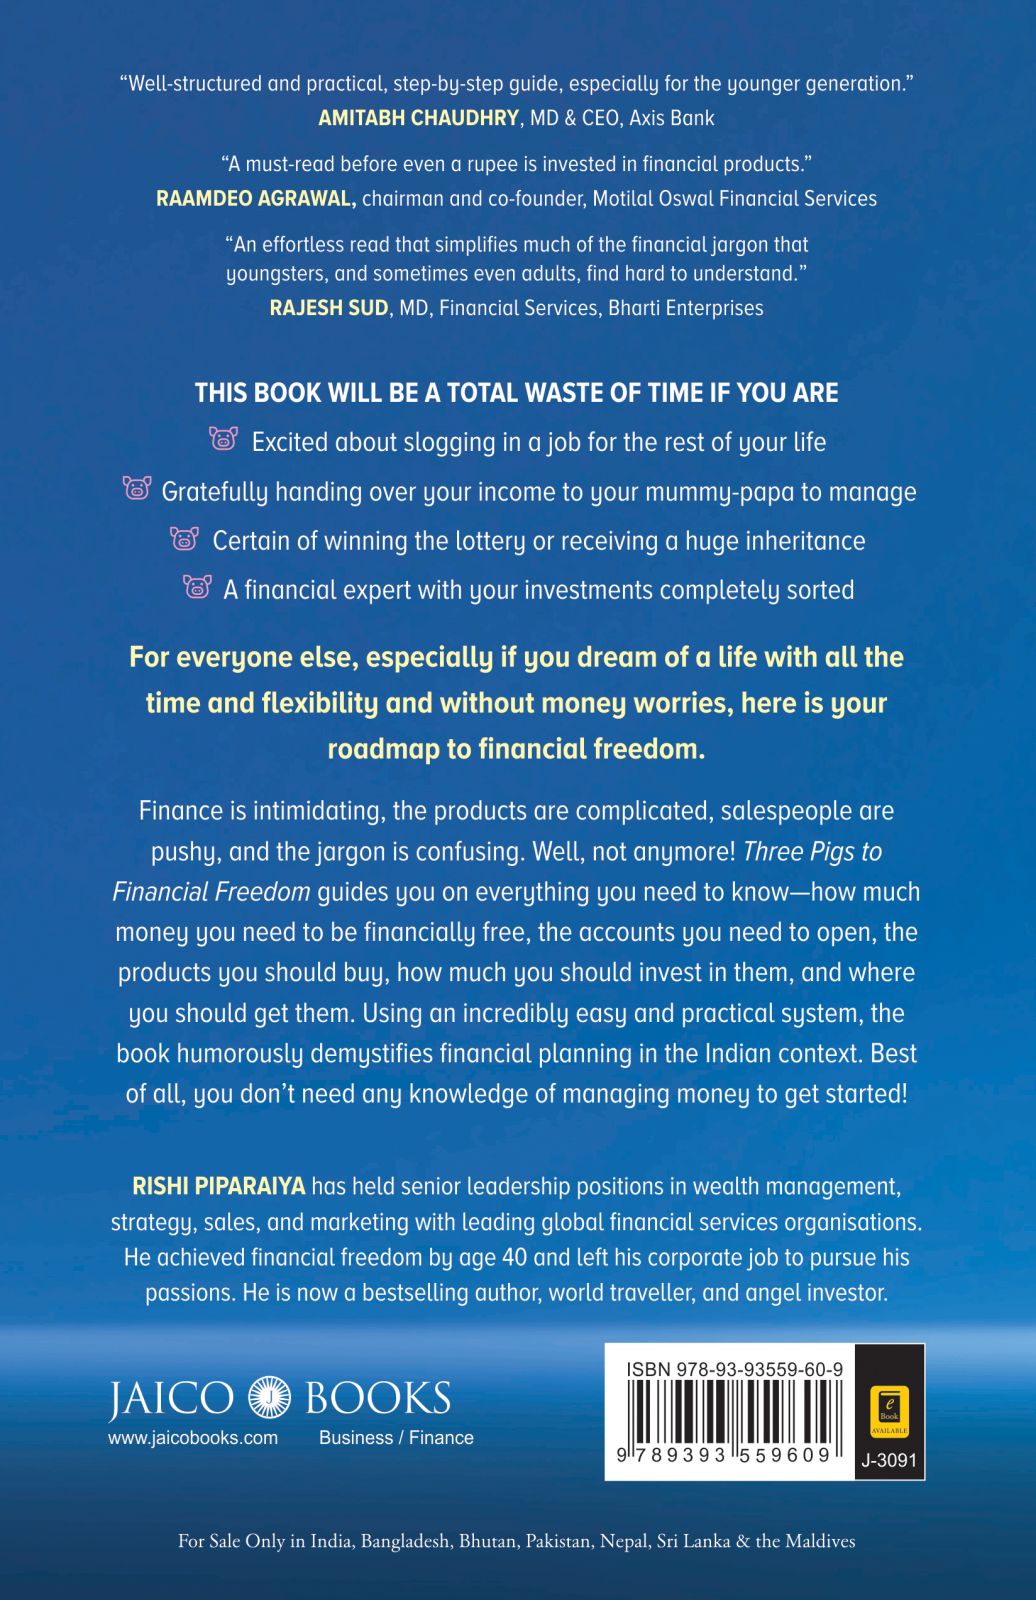 “Well-structured and practical, step-by-step guide, especially for the younger generation.”
AMITABH CHAUDHRY, MD & CEO, Axis Bank
“A must-read before even a rupee is invested in financial products.”
RAAMDEO AGRAWAL, chairman and co-founder, Motilal Oswal Financial Services
“An effortless read that simplifies much of the financial jargon that
youngsters, and sometimes even adults, find hard to understand.”
RAJESH SUD, MD, Financial Services, Bharti Enterprises
THIS BOOK WILL BE A TOTAL WASTE OF TIME IF YOU ARE
Excited about slogging in a job for the rest of your life
Gratefully handing over your income to your mummy-papa to manage
Certain of winning the lottery or receiving a huge inheritance
A financial expert with your investments completely sorted
For everyone else, especially if you dream of a life with all the
time and flexibility and without money worries, here is your
roadmap to financial freedom.
Finance is intimidating, the products are complicated, salespeople are
pushy, and the jargon is confusing. Well, not anymore! Three Pigs to
Financial Freedom guides you on everything you need to know—how much
money you need to be financially free, the accounts you need to open, the
products you should buy, how much you should invest in them, and where
you should get them. Using an incredibly easy and practical system, the
book humorously demystifies financial planning in the Indian context. Best
of all, you don’t need any knowledge of managing money to get started!
RISHI PIPARAIYA has held senior leadership positions in wealth management,
strategy, sales, and marketing with leading global financial services organisations.
He achieved financial freedom by age 40 and left his corporate job to pursue his
passions. He is now a bestselling author, world traveller, and angel investor.
JAICO J BOOKS
www.jaicobooks.com Business / Finance
ISBN 978-93-93559-60-9
9 789393 559609
e
Book
AVAILABLE
J-3091
For Sale Only in India, Bangladesh, Bhutan, Pakistan, Nepal, Sri Lanka & the Maldives